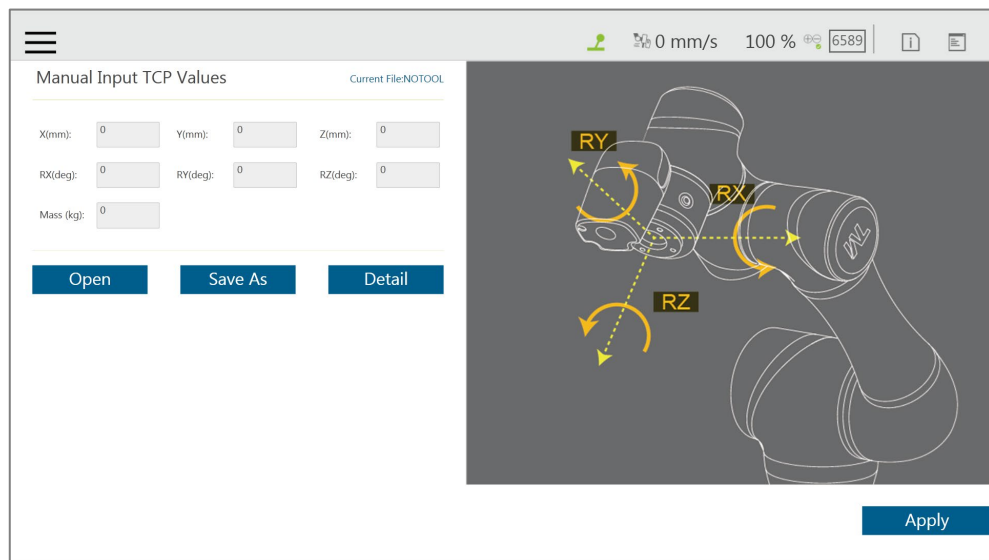 0 mm/s 100 % 6589
Manual Input TCP Values Current File:NOTOOL
X(mm): 0 Y(mm): 0 Z(mm): 0
RX(deg): 0 RY(deg): 0 RZ(deg): 0
Mass (kg): 0
Open Save As Detail
RY
RX
TM
RZ
Apply